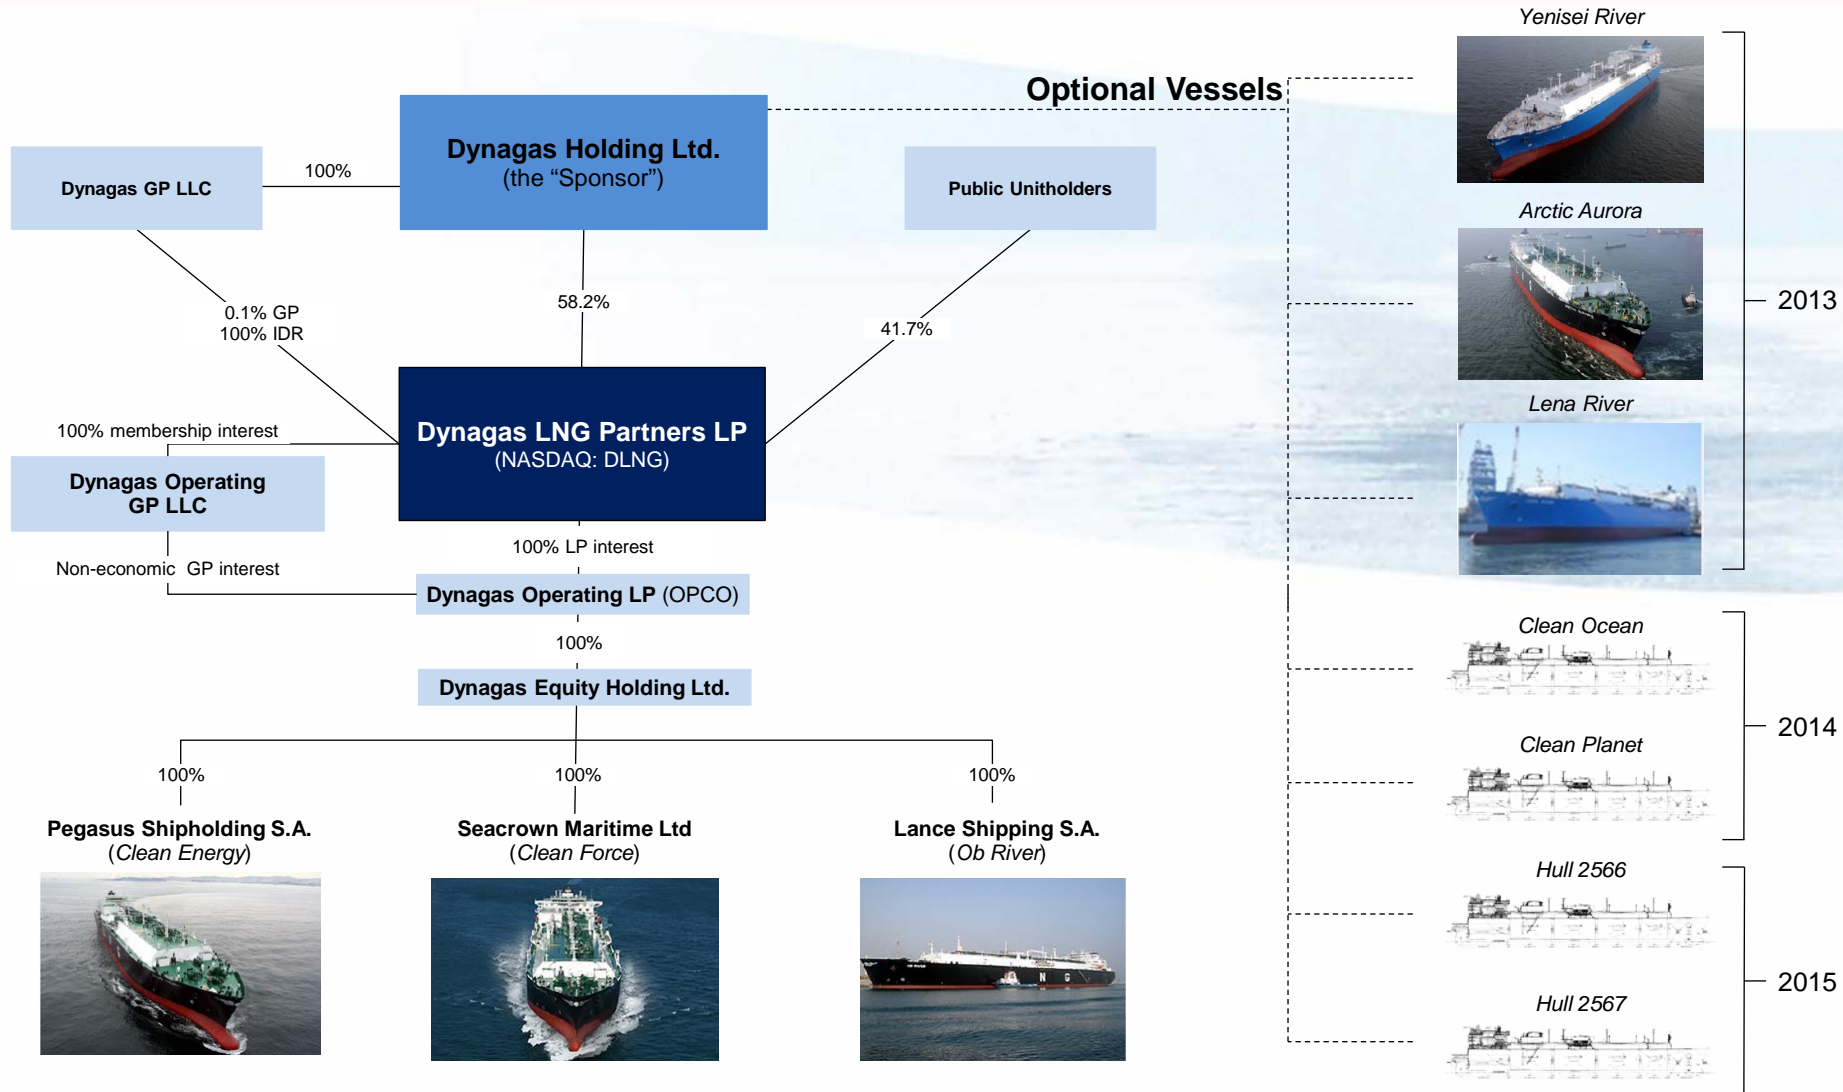 Yenisei River
Optional Vessels
Dynagas Holding Ltd.
(the “Sponsor”)
Dynagas GP LLC
100%
Public Unitholders
Arctic Aurora
2013
0.1% GP
100% IDR
58.2%
41.7%
Lena River
100% membership interest
Dynagas LNG Partners LP
(NASDAQ: DLNG)
Dynagas Operating
GP LLC
100% LP interest
Non-economic GP interest
Dynagas Operating LP (OPCO)
100%
Dynagas Equity Holding Ltd.
Clean Ocean
2014
Clean Planet
100%
100%
100%
Pegasus Shipholding S.A.
(Clean Energy)
Seacrown Maritime Ltd
(Clean Force)
Lance Shipping S.A.
(Ob River)
N G
Hull 2566
2015
Hull 2567